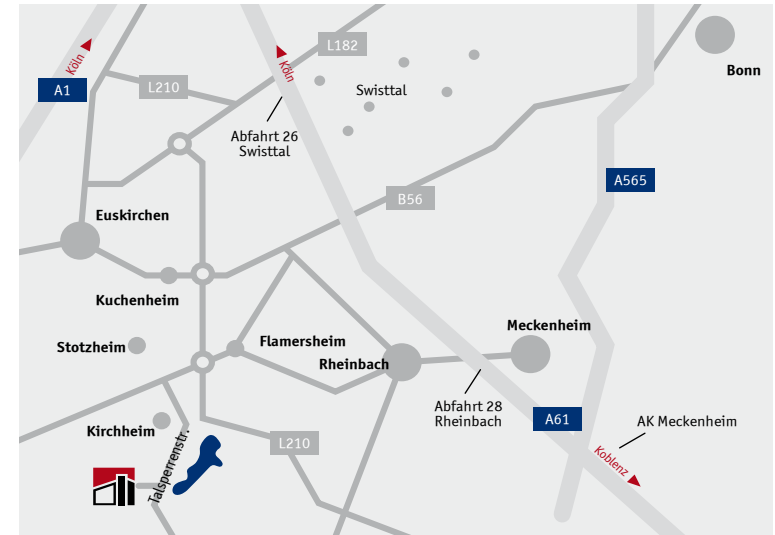 Köln
Köln
L182
Bonn
A1
L210
Swisttal
Abfahrt 26
Swisttal
A565
B56
Euskirchen
Kuchenheim
Meckenheim
Stotzheim
Flamersheim
Rheinbach
Abfahrt 28
Rheinbach
A61
AK Meckenheim
Kirchheim
Talsperrenstr.
L210
Koblenz